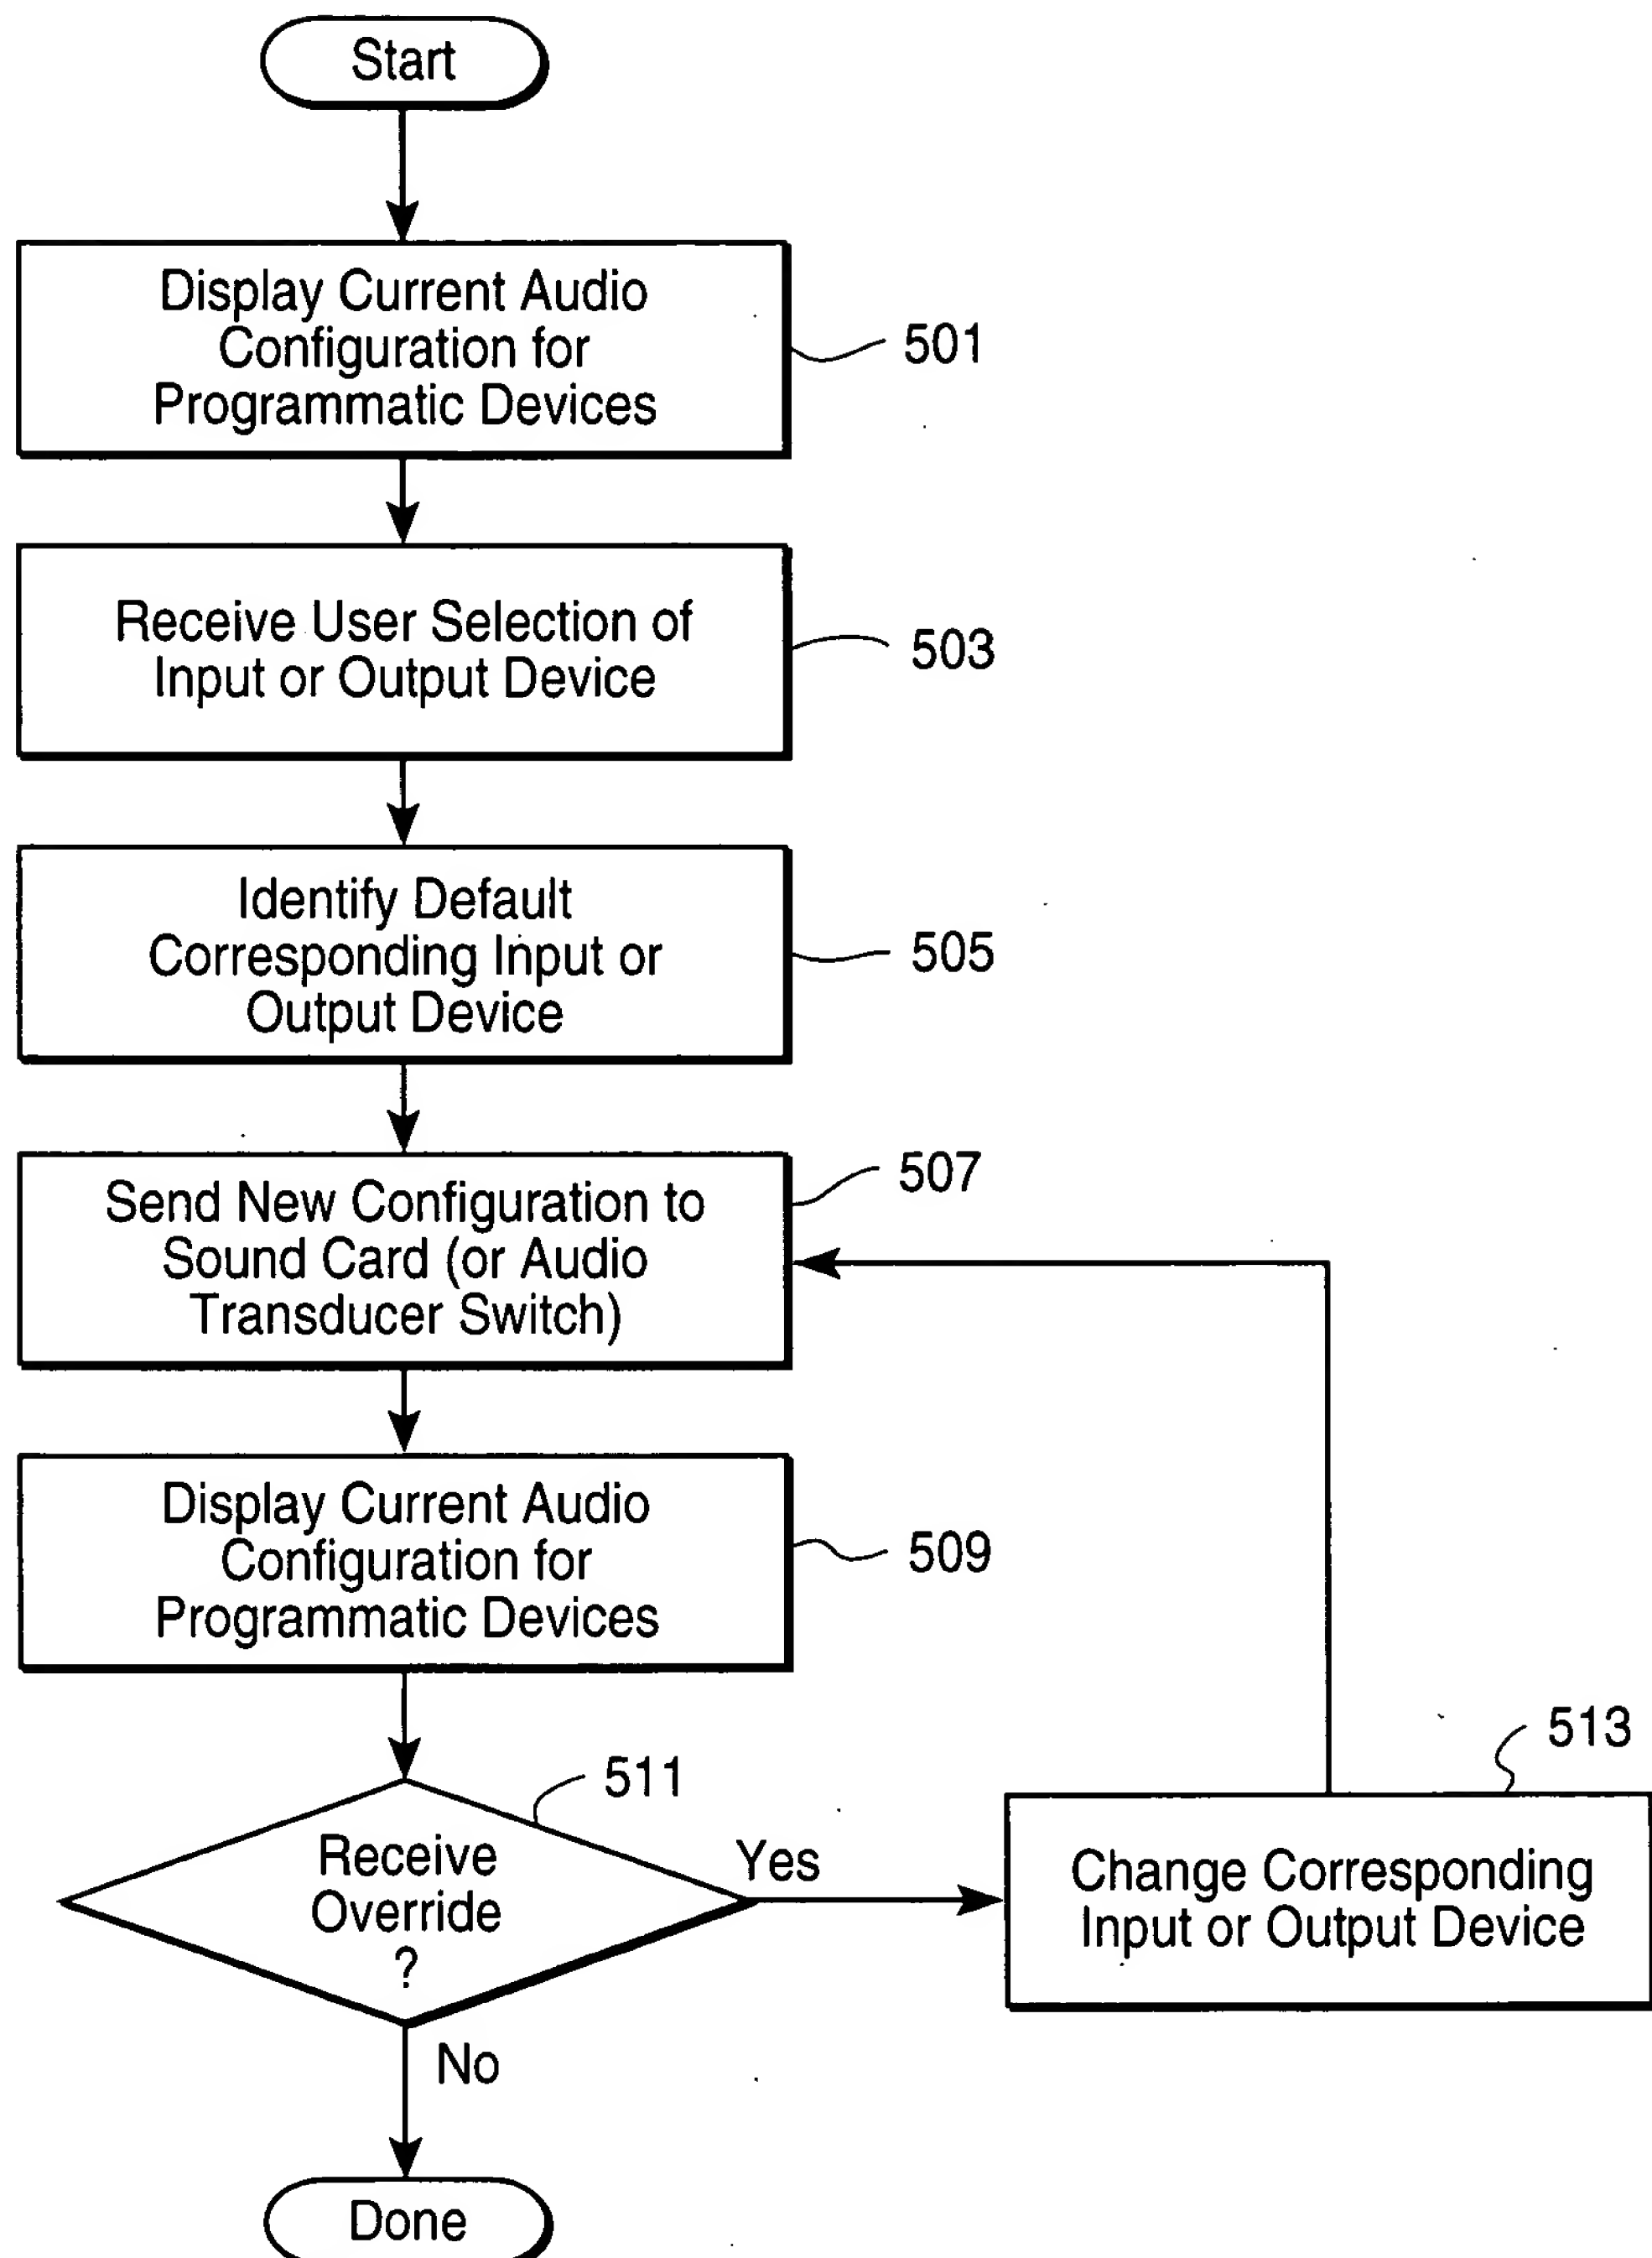 Start
Display Current Audio
Configuration for
Programmatic Devices
501
Receive User Selection of
Input or Output Device
503
Identify Default
Corresponding Input or
Output Device
505
Send New Configuration to
Sound Card (or Audio
Transducer Switch)
507
Display Current Audio
Configuration for
Programmatic Devices
509
Receive
Override
?
511
Yes
Change Corresponding
Input or Output Device
513
No
Done